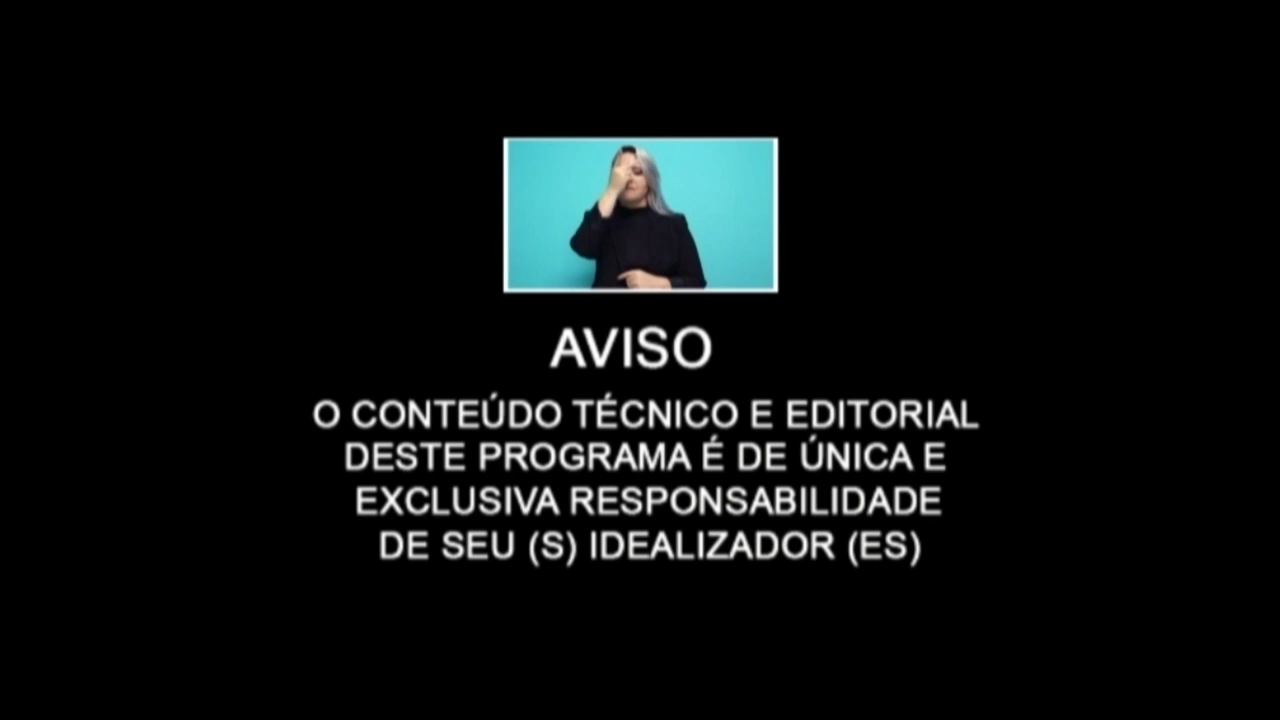 AVISO
O CONTEÚDO TÉCNICO E EDITORIAL
DESTE PROGRAMA É DE ÚNICA E
EXCLUSIVA RESPONSABILIDADE
DE SEU (S) IDEALIZADOR (ES)